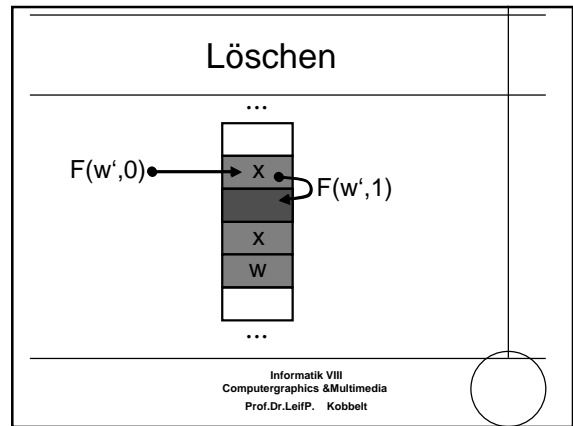 Löschen
...
F(w‘,0) x
F(w‘,1)
x
w
...
Informatik VIII
Computergraphics &Multimedia
Prof.Dr.LeifP. Kobbelt